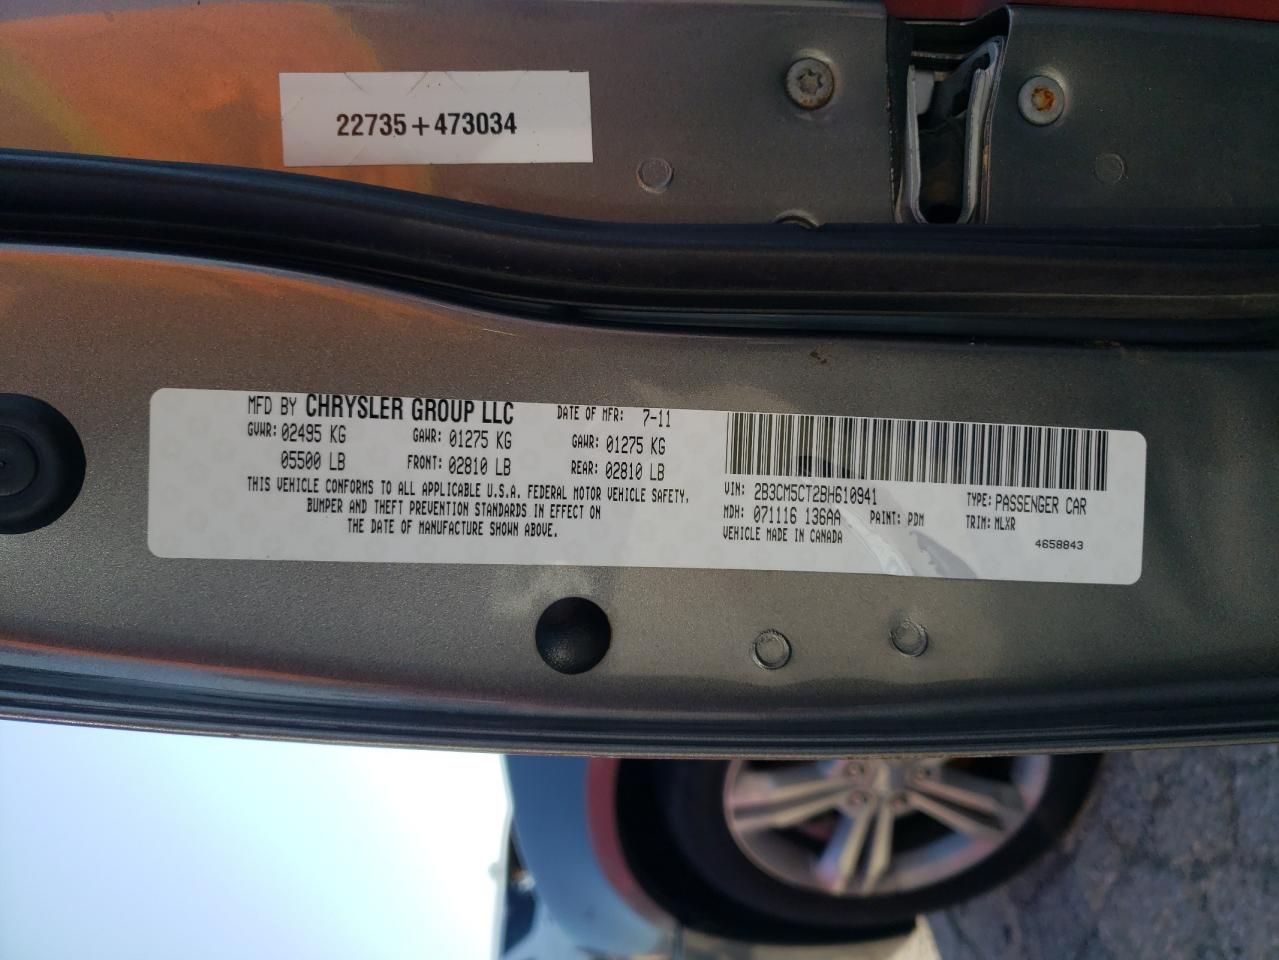 22735+473034
MFD BY CHRYSLER GROUP LLC DATE OF MFR: 7-11
GVWR: 02495 KG GAWR: 01275 KG GAWR: 01275 KG
05500 LB FRONT: 02810 LB REAR: 02810 LB
THIS VEHICLE CONFORMS TO ALL APPLICABLE U.S.A. FEDERAL MOTOR VEHICLE SAFETY,
BUMPER AND THEFT PREVENTION STANDARDS IN EFFECT ON
THE DATE OF MANUFACTURE SHOWN ABOVE.
VIN: 2B3CM5CT2BH610941 TYPE: PASSENGER CAR
MDH: 071116 136AA PAINT: PDM TRIM: MLXR
VEHICLE MADE IN CANADA 4658843